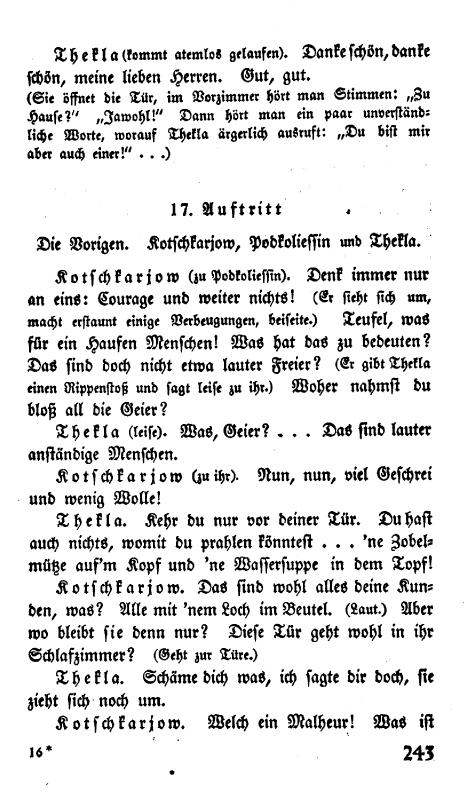 Thekla (kommt atemlos gelaufen). Danke schön, danke
schön, meine lieben Herren. Gut, gut.
(Sie öffnet die Tür, im Vorzimmer hört man Stimmen: „Zu
Hause?“ „Jawohl!“ Dann hört man ein paar unverständ-
liche Worte, worauf Thekla ärgerlich ausruft: „Du bist mir
aber auch einer!“ . . .)
17. Auftritt
Die Vorigen. Kotschkarjow, Podkoliessin und Thekla.
Kotschkarjow (zu Podkoliessin). Denk immer nur
an eins: Courage und weiter nichts! (Er sieht sich um,
macht erstaunt einige Verbeugungen, beiseite.) Teufel, was
für ein Haufen Menschen! Was hat das zu bedeuten?
Das sind doch nicht etwa lauter Freier? (Er gibt Thekla
einen Rippenstoß und sagt leise zu ihr.) Woher nahmst du
bloß all die Geier?
Thekla (leise). Was, Geier? . . . Das sind lauter
anständige Menschen.
Kotschkarjow (zu ihr). Nun, nun, viel Geschrei
und wenig Wolle!
Thekla. Kehr du nur vor deiner Tür. Du hast
auch nichts, womit du prahlen könntest . . . 'ne Zobel-
mütze auf'm Kopf und 'ne Wassersuppe in dem Topf!
Kotschkarjow. Das sind wohl alles deine Kun-
den, was? Alle mit 'nem Loch im Beutel. (Laut.) Aber
wo bleibt sie denn nur? Diese Tür geht wohl in ihr
Schlafzimmer? (Geht zur Türe.)
Thekla. Schäme dich was, ich sagte dir doch, sie
zieht sich noch um.
Kotschkarjow. Welch ein Malheur! Was ist
16* 243